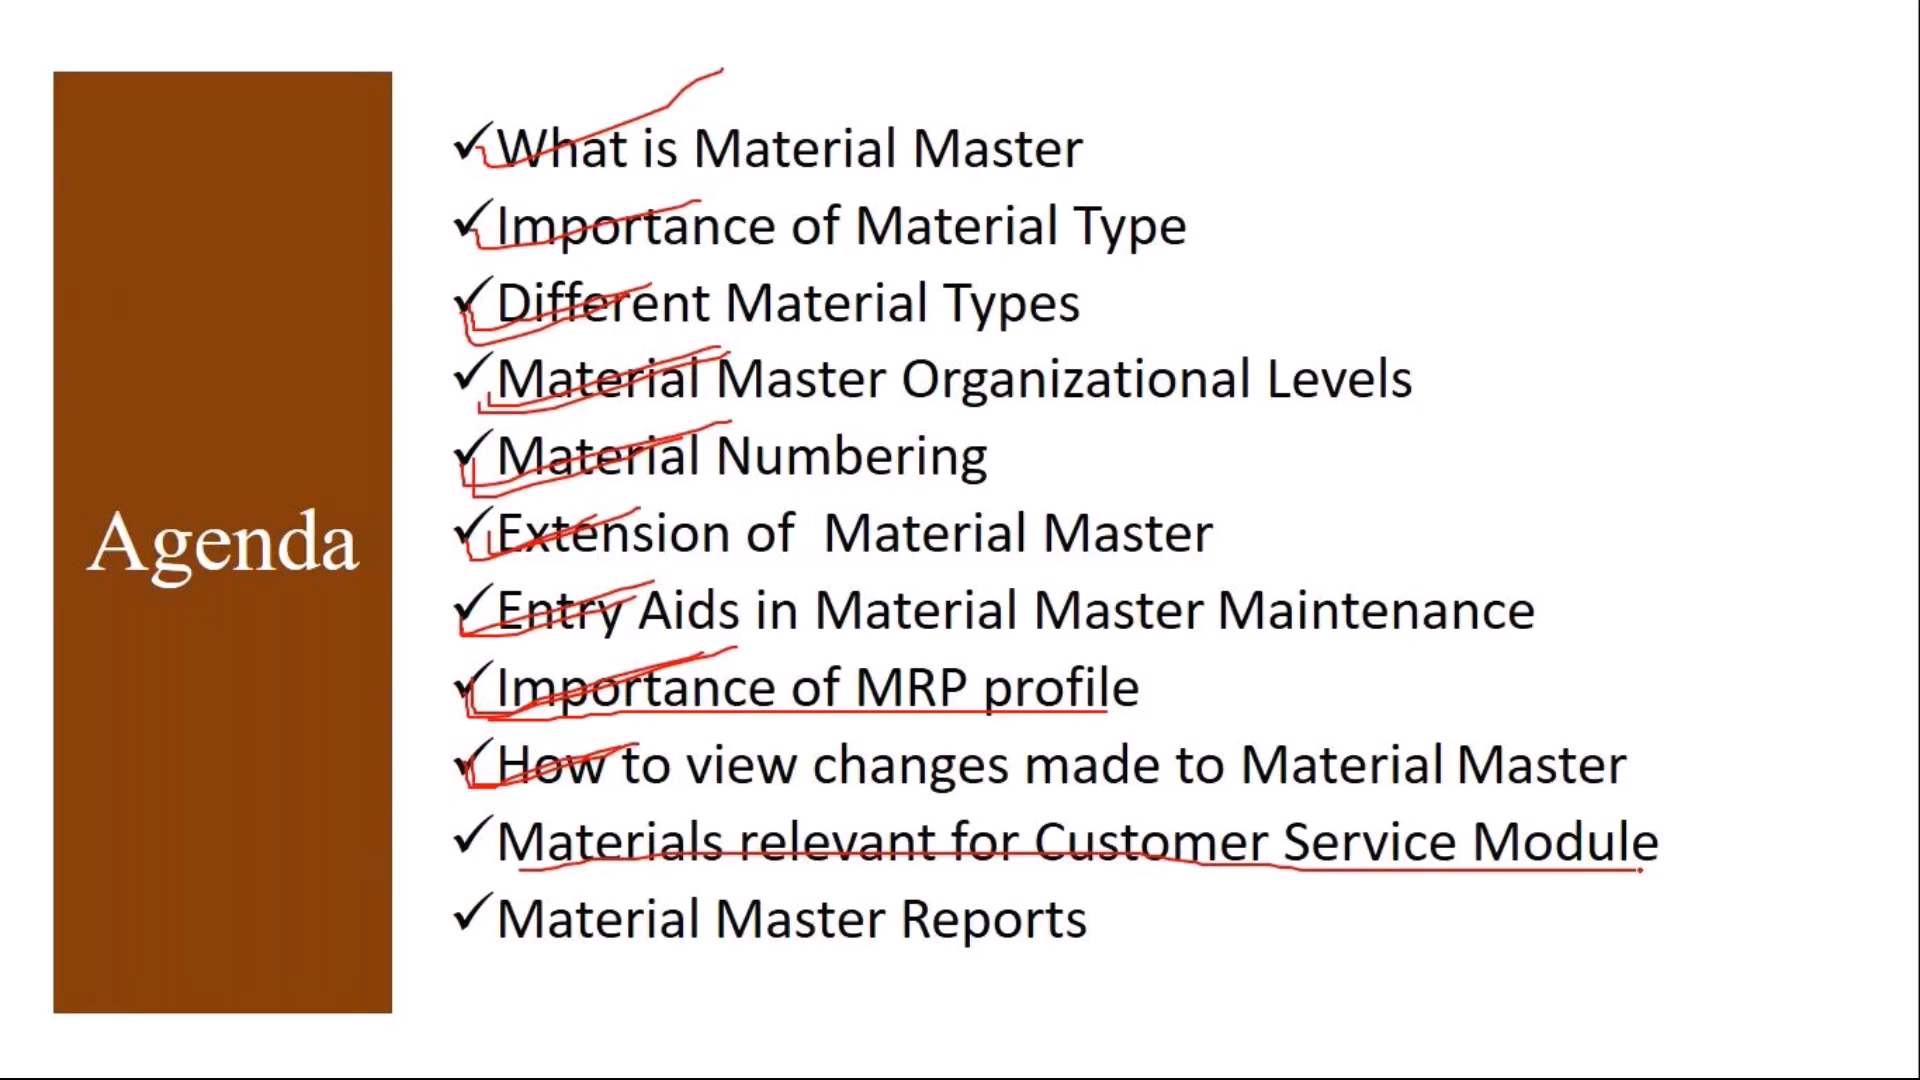 Agenda
What is Material Master
Importance of Material Type
Different Material Types
Material Master Organizational Levels
Material Numbering
Extension of  Material Master
Entry Aids in Material Master Maintenance
Importance of MRP profile
How to view changes made to Material Master
Materials relevant for Customer Service Module
Material Master Reports